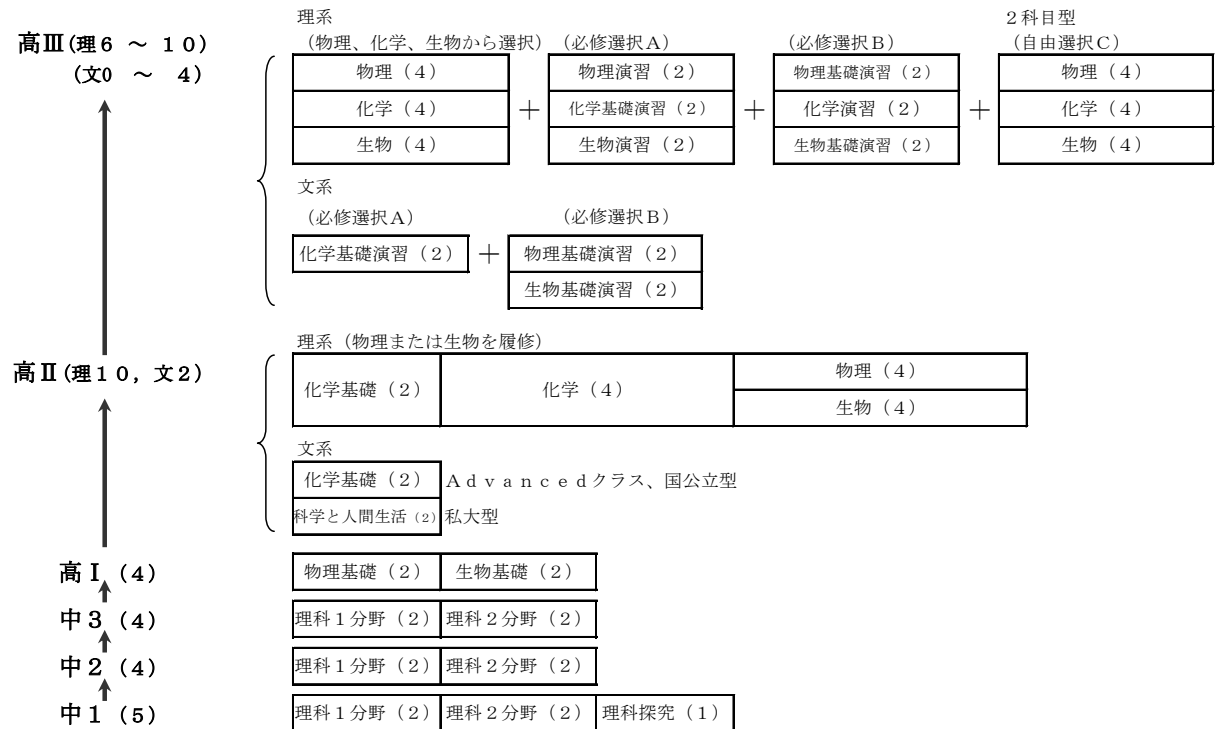 理系
2科目型
高Ⅲ(理6 ～ 10)
(物理、化学、生物から選択)
(必修選択A)
(必修選択B)
(自由選択C)
(文0 ～ 4)
物理(4)
物理演習(2)
物理基礎演習(2)
物理(4)
化学(4)
+
化学基礎演習(2)
+
化学演習(2)
+
化学(4)
生物(4)
生物演習(2)
生物基礎演習(2)
生物(4)
文系
(必修選択A)
(必修選択B)
化学基礎演習(2)
+
物理基礎演習(2)
生物基礎演習(2)
理系(物理または生物を履修)
高Ⅱ(理10,文2)
化学基礎(2)
化学(4)
物理(4)
生物(4)
文系
化学基礎(2)
Advancedクラス、国公立型
科学と人間生活(2)
私大型
高Ⅰ(4)
物理基礎(2)
生物基礎(2)
中3(4)
理科1分野(2)
理科2分野(2)
中2(4)
理科1分野(2)
理科2分野(2)
中1(5)
理科1分野(2)
理科2分野(2)
理科探究(1)